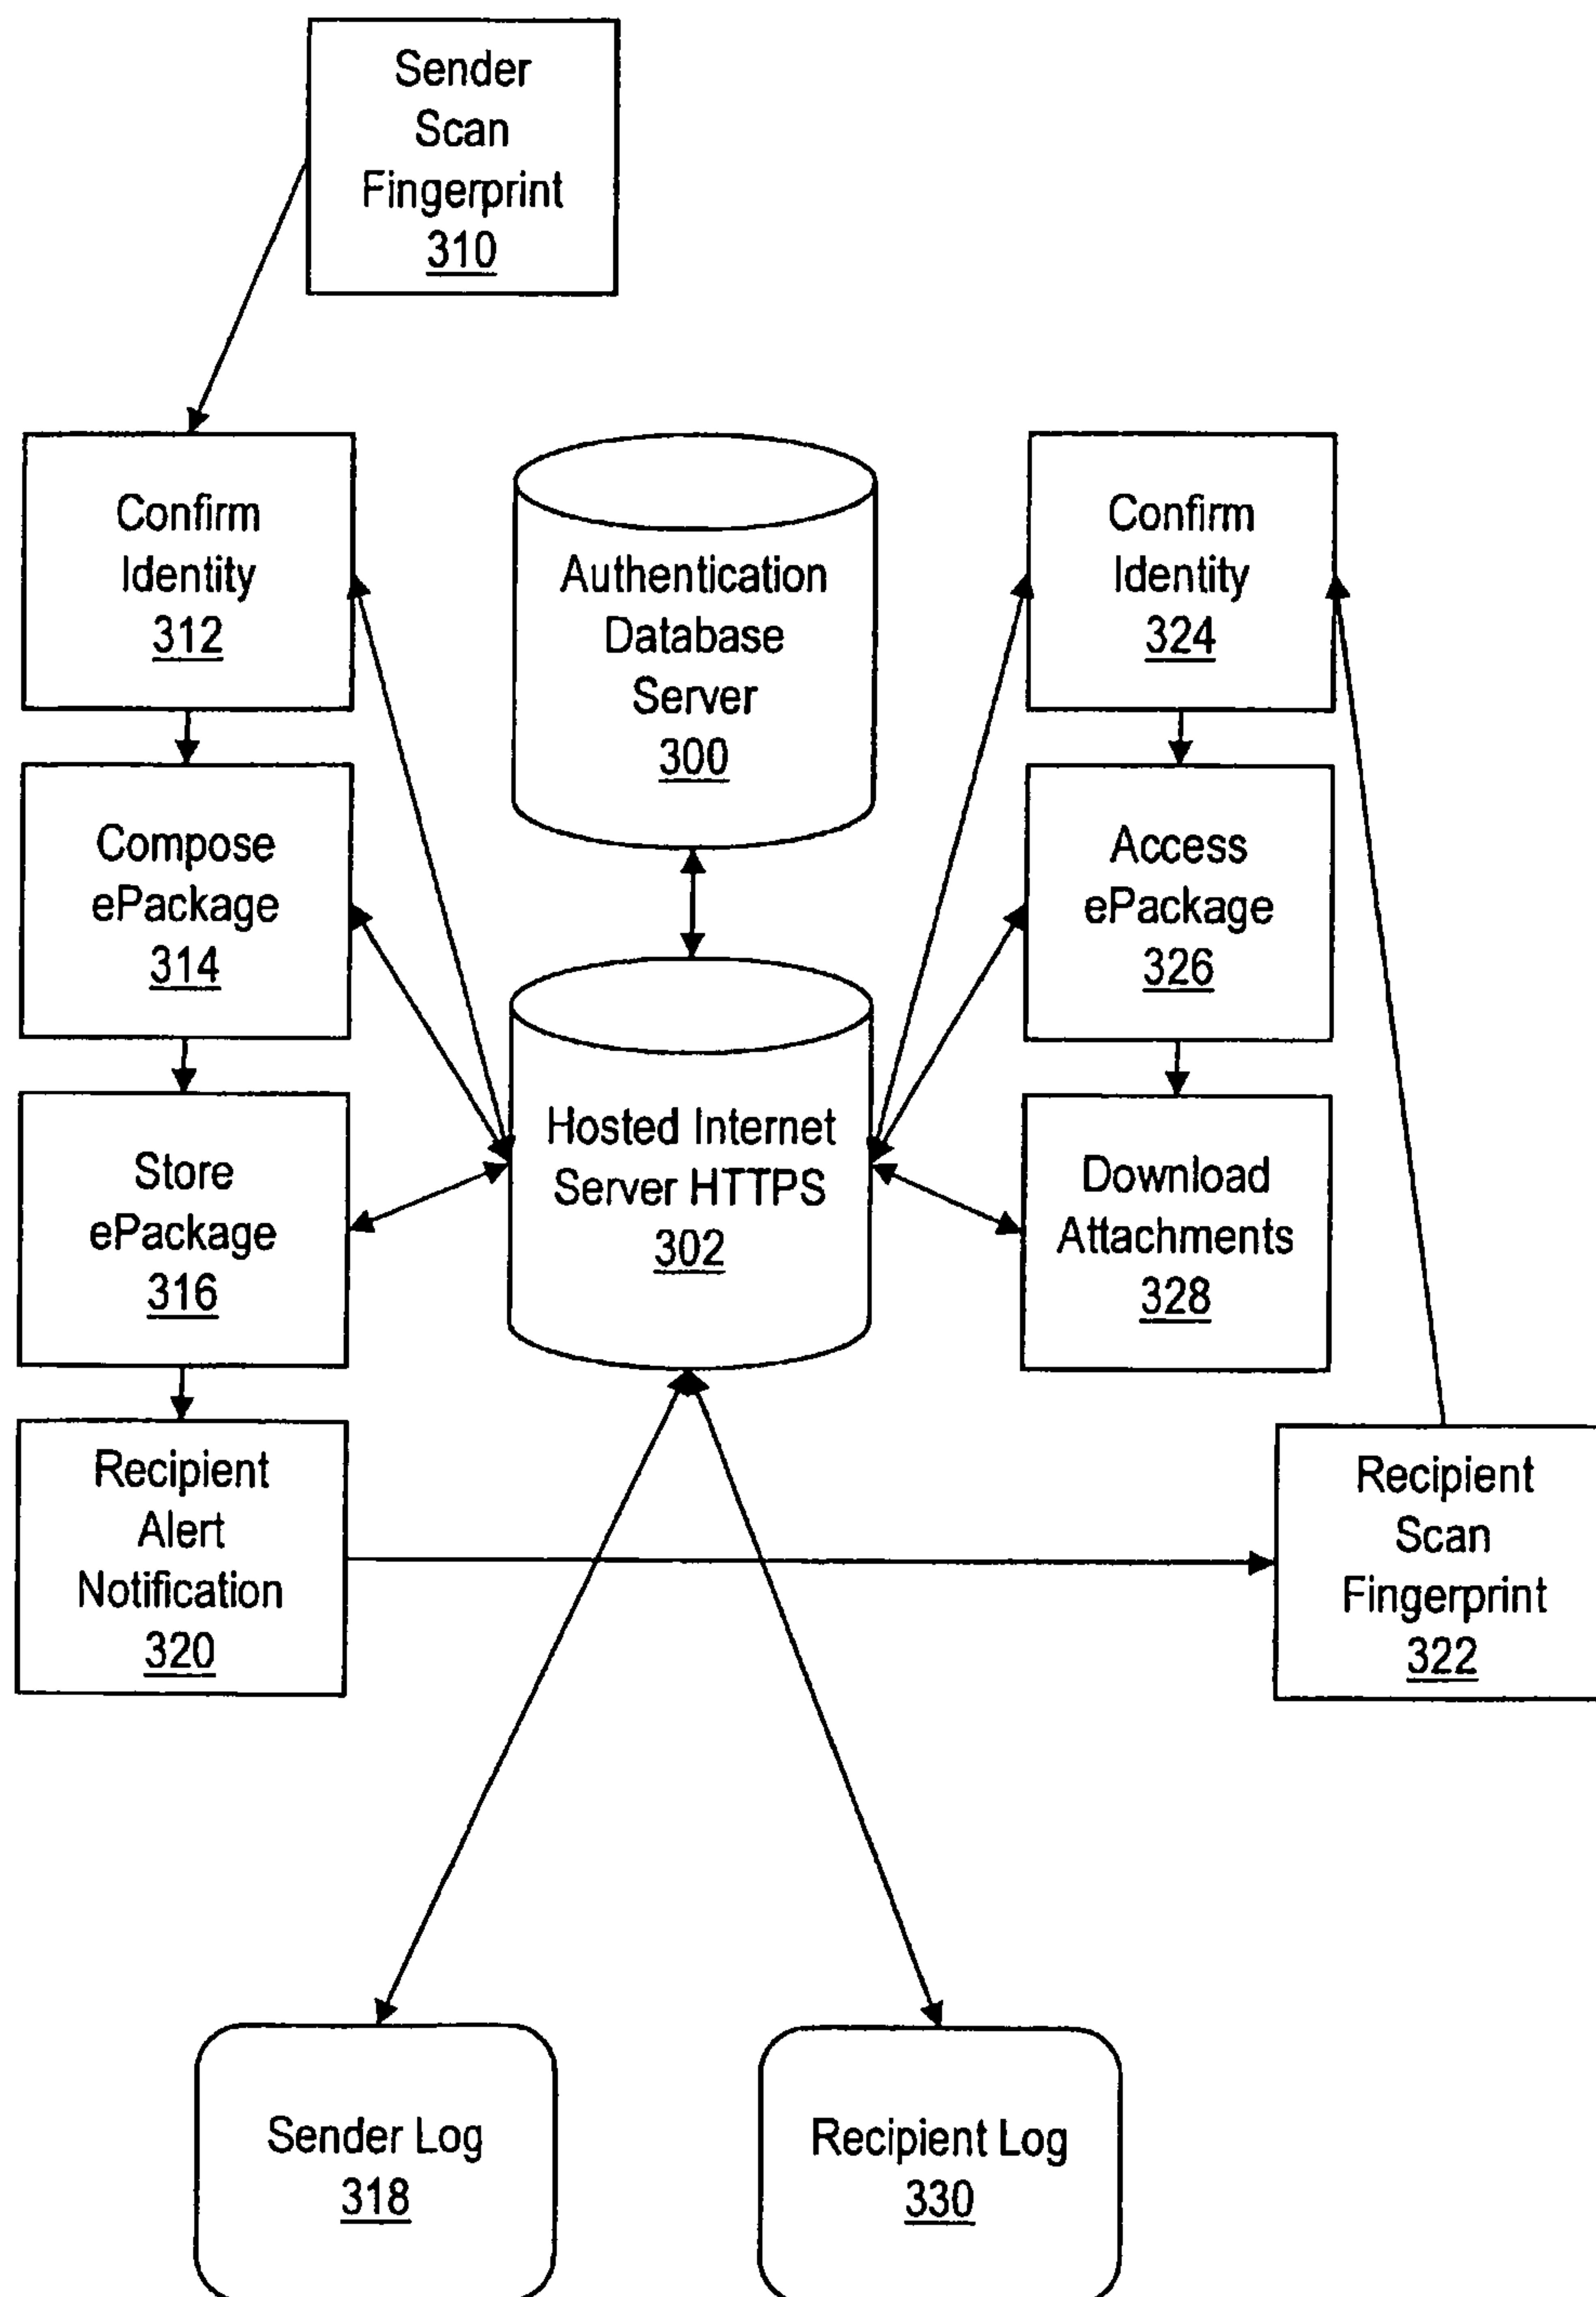 Sender
Scan
Fingerprint
310
Confirm
Identity
312
Authentication
Database
Server
300
Confirm
Identity
324
Compose
ePackage
314
Access
ePackage
326
Store
ePackage
316
Hosted Internet
Server HTTPS
302
Download
Attachments
328
Recipient
Alert
Notification
320
Recipient
Scan
Fingerprint
322
Sender Log
318
Recipient Log
330